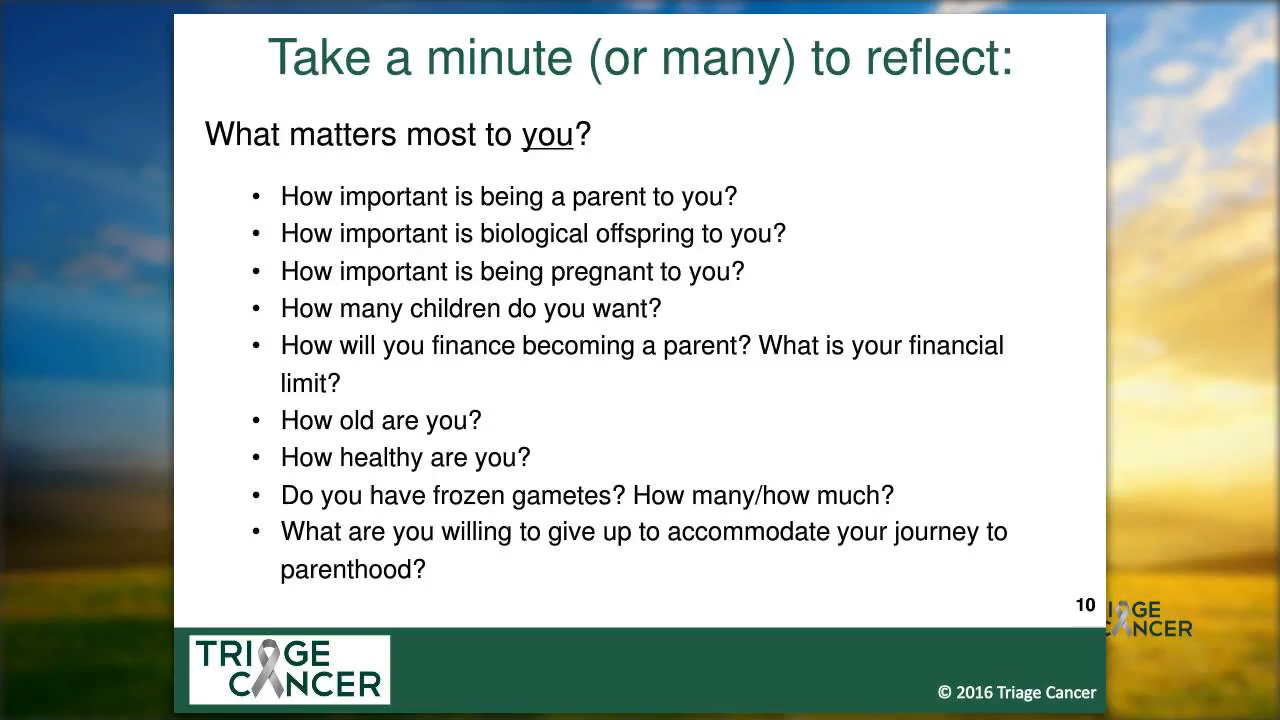 Take a minute (or many) to reflect:
What matters most to you?
• How important is being a parent to you?
• How important is biological offspring to you?
• How important is being pregnant to you?
• How many children do you want?
• How will you finance becoming a parent? What is your financial
limit?
• How old are you?
• How healthy are you?
• Do you have frozen gametes? How many/how much?
• What are you willing to give up to accommodate your journey to
parenthood?
10
TRIAGE
CANCER
© 2016 Triage Cancer
IAGE
CANCER